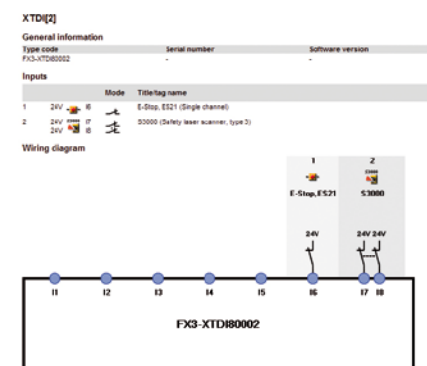 XTDI[2]
General information
Type code Serial number Software version
FX3-XTDI80002 - -
Inputs
Mode Title/tag name
1 24V I6 E-Stop, ES21 (Single channel)
2 24V I7 S3000 (Safety laser scanner, type 3)
24V I8
Wiring diagram
1 2
E-Stop, ES21 S3000
24V 24V 24V
I1 I2 I3 I4 I5 I6 I7 I8
FX3-XTDI80002